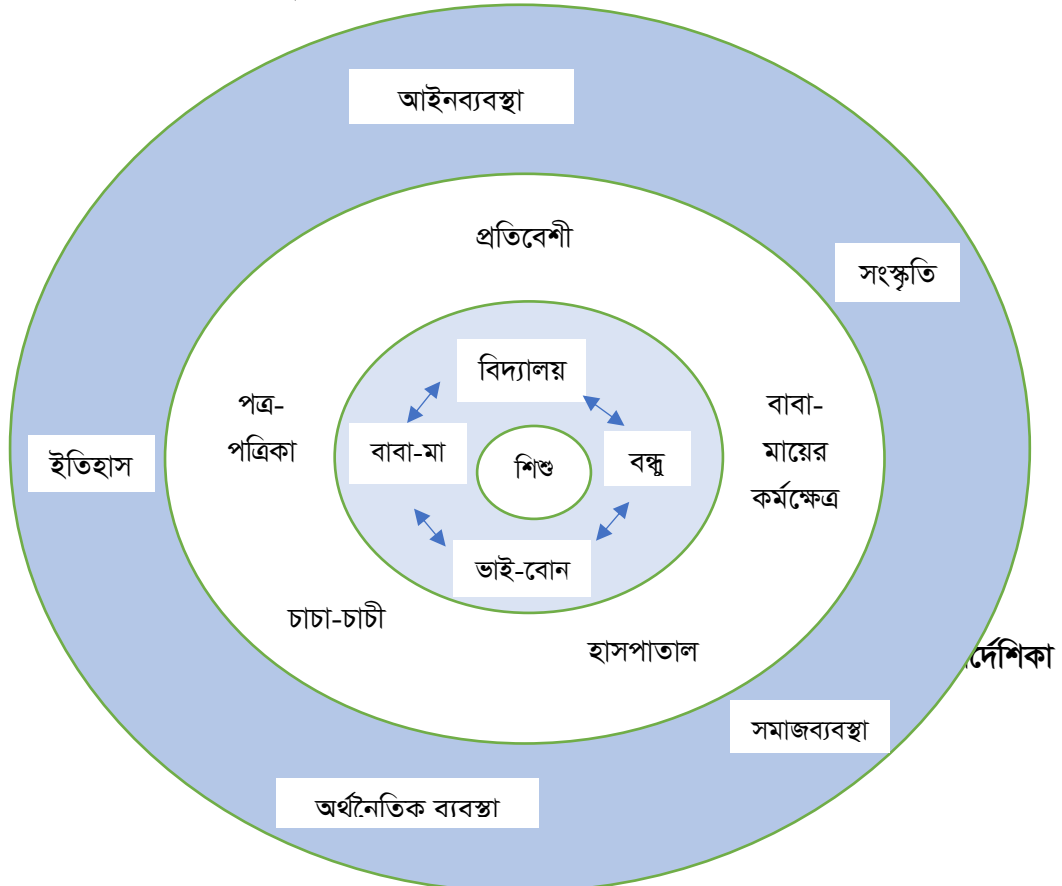 আইনব্যবস্থা
প্রতিবেশী
সংস্কৃতি
বিদ্যালয়
পত্র-
পত্রিকা
বাবা-
মায়ের
কর্মক্ষেত্র
ইতিহাস
বাবা-মা
শিশু
বন্ধু
ভাই-বোন
চাচা-চাচী
হাসপাতাল
সমাজব্যবস্থা
অর্থনৈতিক ব্যবস্থা